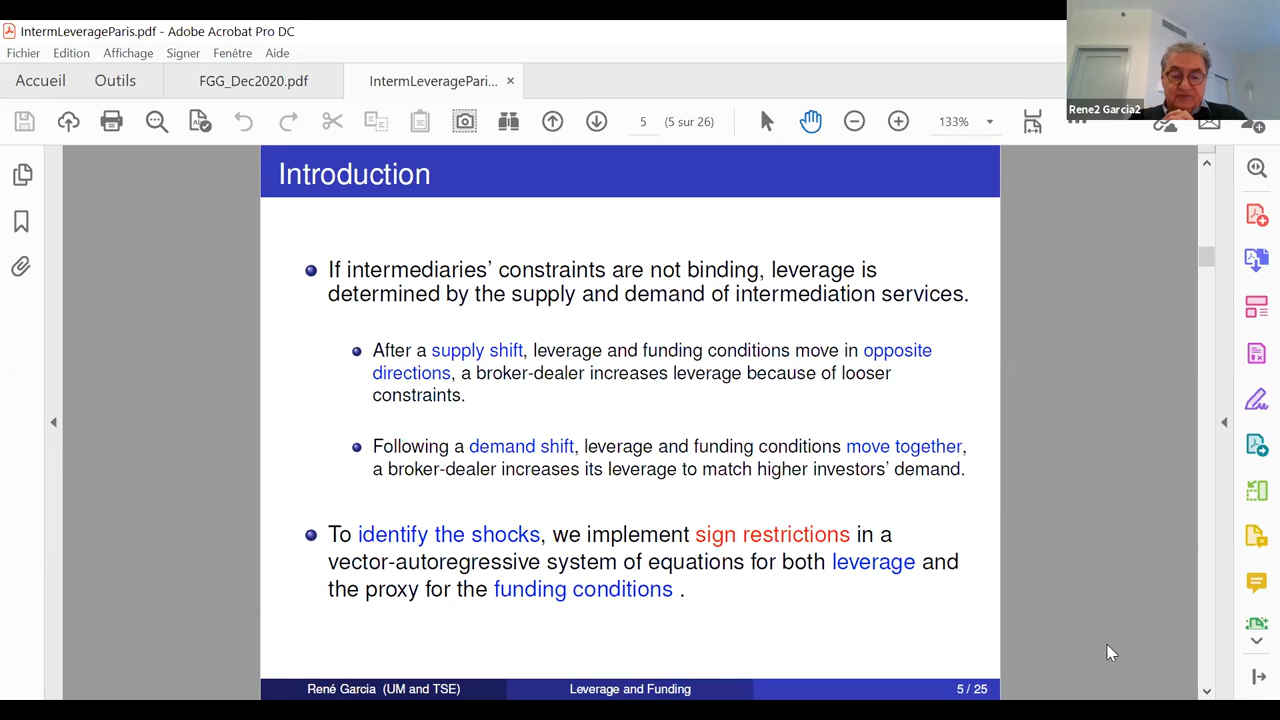 IntermLeverageParis.pdf - Adobe Acrobat Pro DC
Fichier Edition Affichage Signer Fenêtre Aide
Accueil Outils FGG_Dec2020.pdf IntermLeveragePari... ×
5 (5 sur 26) 133%
Rene2 Garcia2
Introduction
If intermediaries' constraints are not binding, leverage is
determined by the supply and demand of intermediation services.
After a supply shift, leverage and funding conditions move in opposite
directions, a broker-dealer increases leverage because of looser
constraints.
Following a demand shift, leverage and funding conditions move together,
a broker-dealer increases its leverage to match higher investors' demand.
To identify the shocks, we implement sign restrictions in a
vector-autoregressive system of equations for both leverage and
the proxy for the funding conditions .
René Garcia (UM and TSE) Leverage and Funding 5 / 25